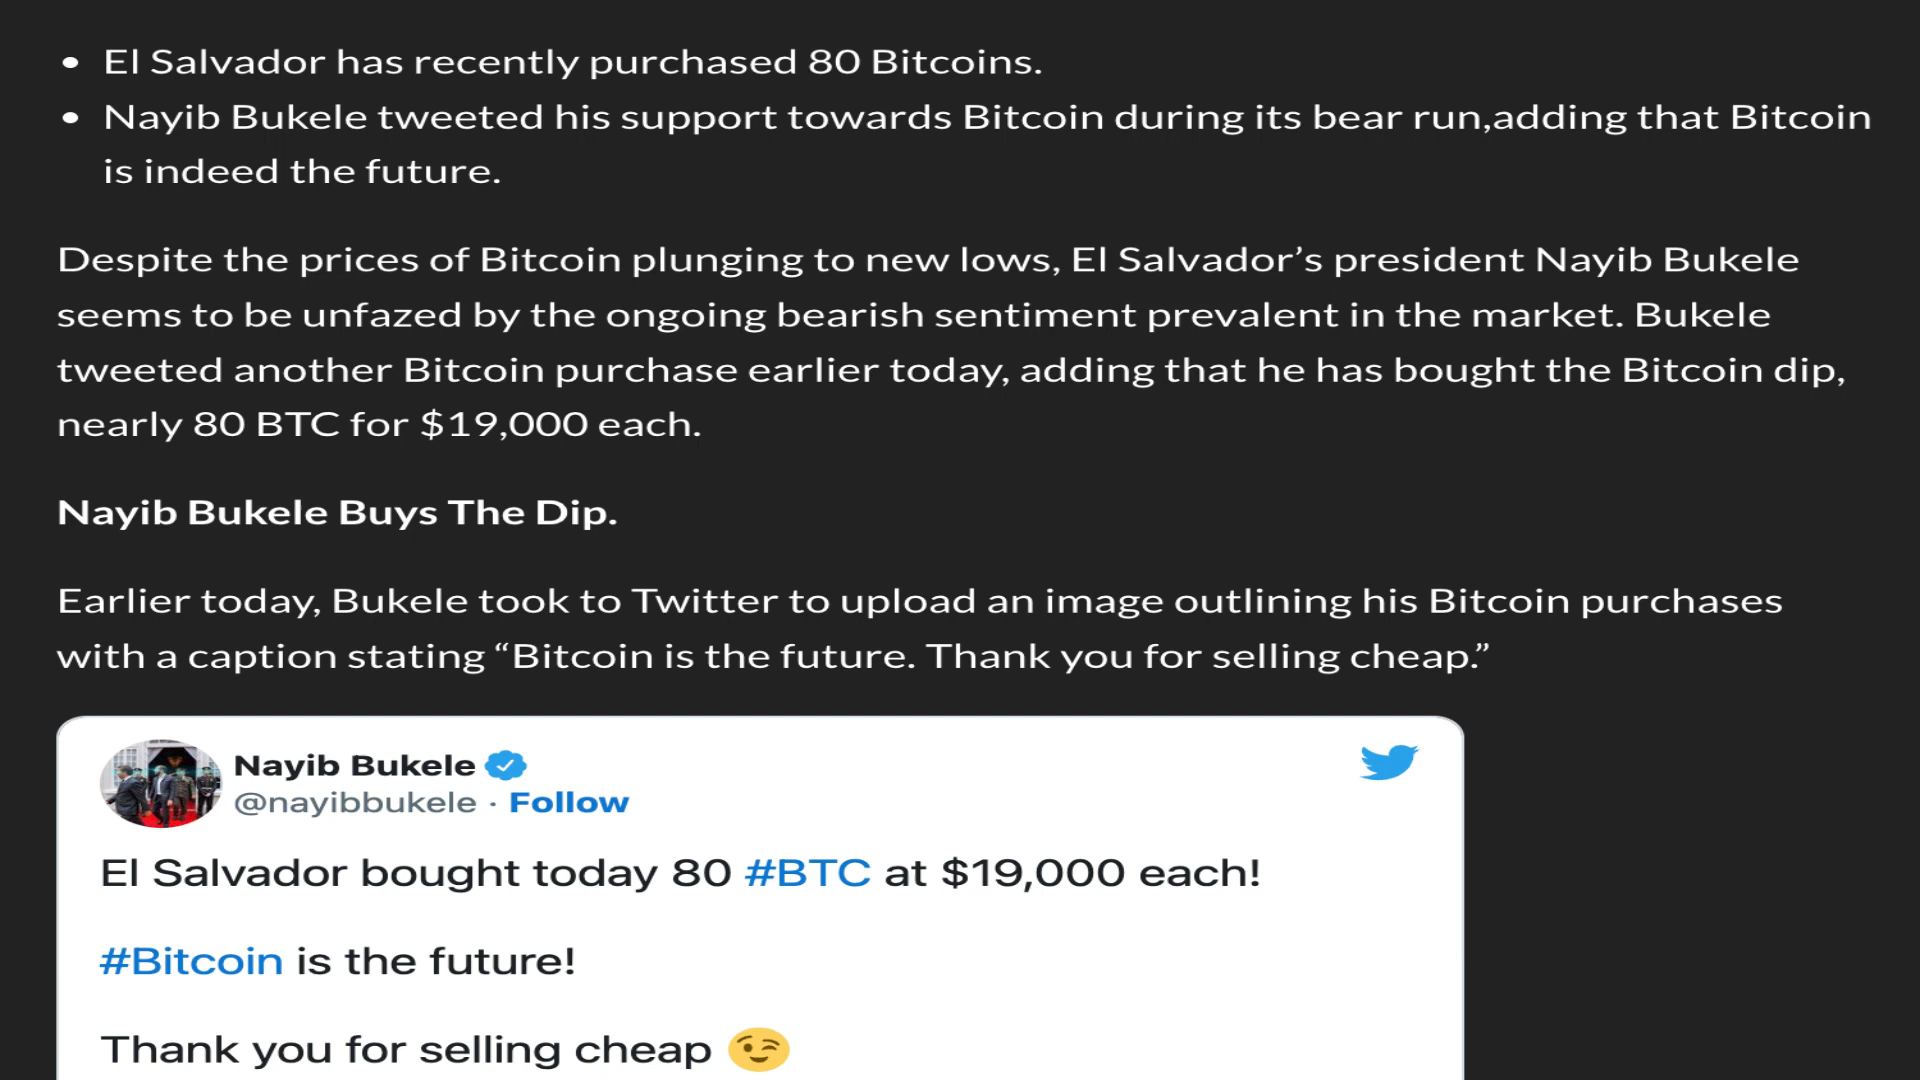 • El Salvador has recently purchased 80 Bitcoins.
• Nayib Bukele tweeted his support towards Bitcoin during its bear run,adding that Bitcoin
is indeed the future.
Despite the prices of Bitcoin plunging to new lows, El Salvador’s president Nayib Bukele
seems to be unfazed by the ongoing bearish sentiment prevalent in the market. Bukele
tweeted another Bitcoin purchase earlier today, adding that he has bought the Bitcoin dip,
nearly 80 BTC for $19,000 each.
Nayib Bukele Buys The Dip.
Earlier today, Bukele took to Twitter to upload an image outlining his Bitcoin purchases
with a caption stating “Bitcoin is the future. Thank you for selling cheap.”
Nayib Bukele
@nayibbukele · Follow
El Salvador bought today 80 #BTC at $19,000 each!
#Bitcoin is the future!
Thank you for selling cheap 😉